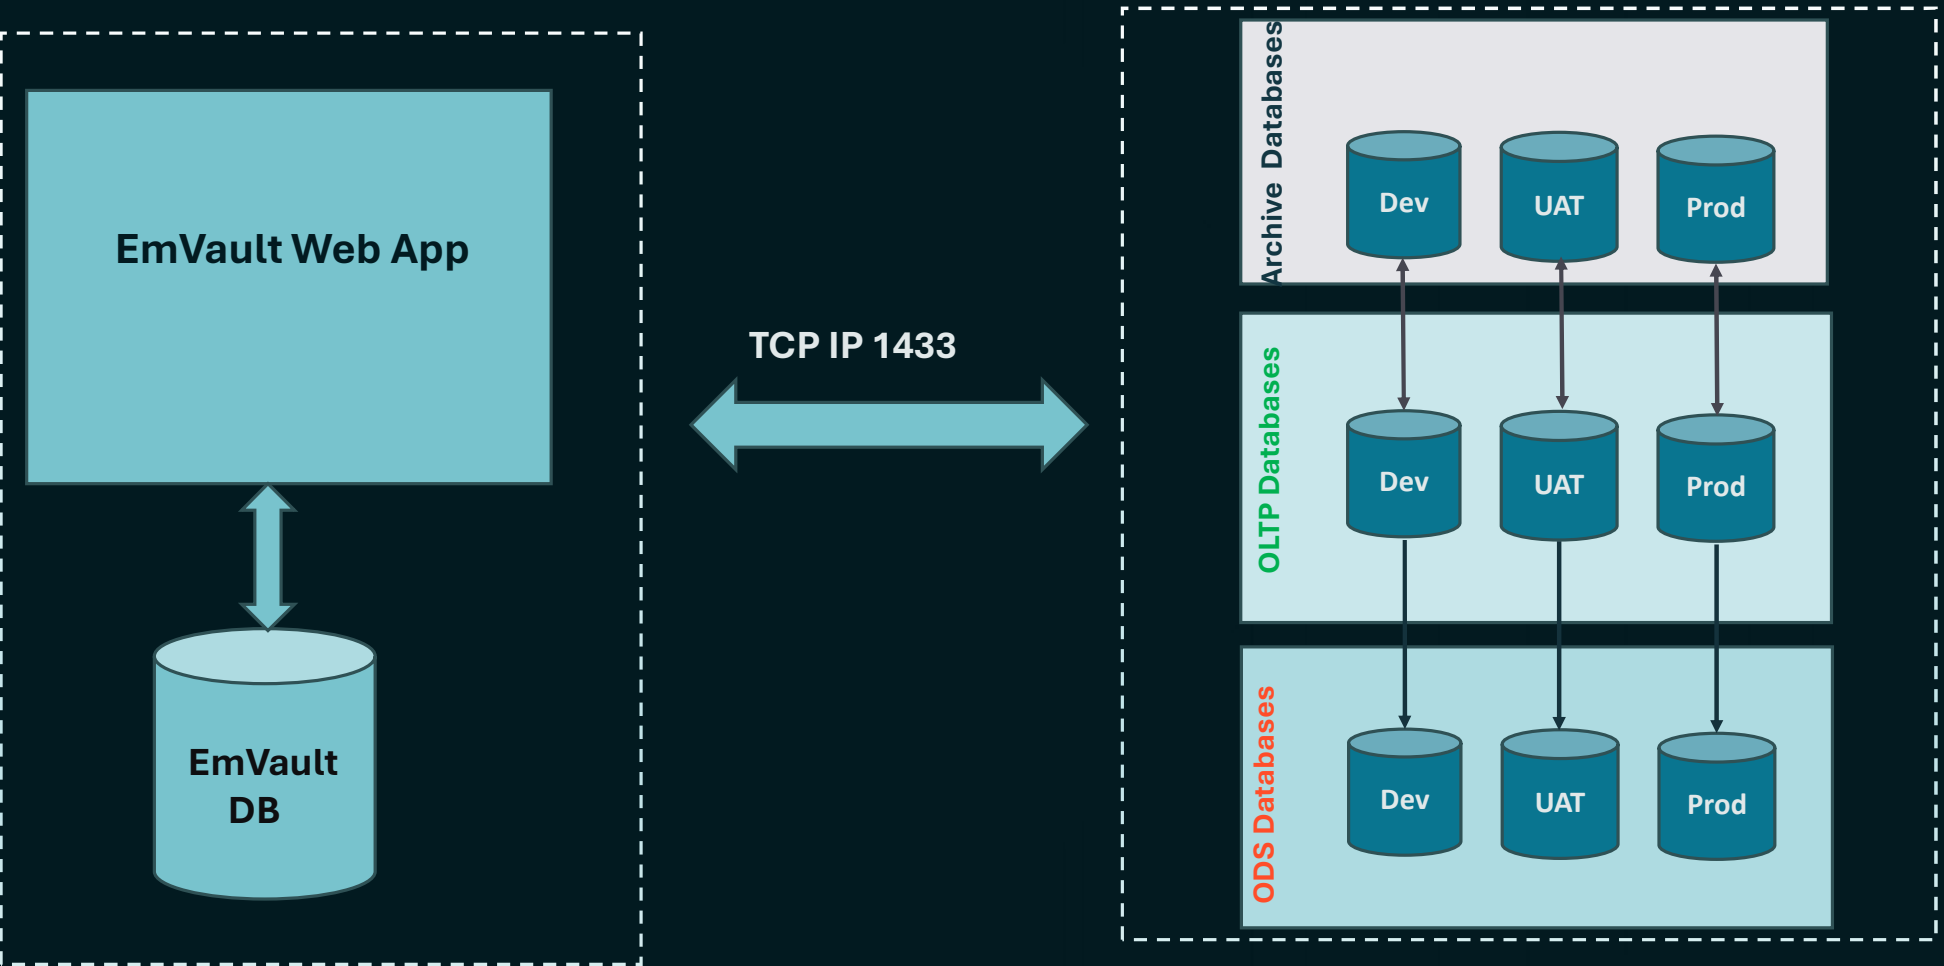 EmVault Web App
EmVault
DB
TCP IP 1433
Archive Databases
Dev
UAT
Prod
OLTP Databases
Dev
UAT
Prod
ODS Databases
Dev
UAT
Prod